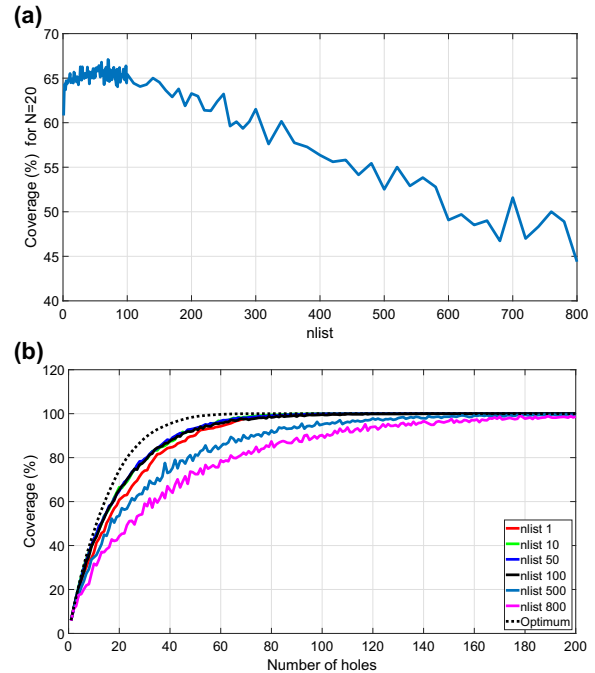 (a)
70
65
60
55
50
45
40
Coverage (%) for N=20
0 100 200 300 400 500 600 700 800
nlist
(b)
120
100
80
60
40
20
0
Coverage (%)
nlist 1
nlist 10
nlist 50
nlist 100
nlist 500
nlist 800
Optimum
0 20 40 60 80 100 120 140 160 180 200
Number of holes